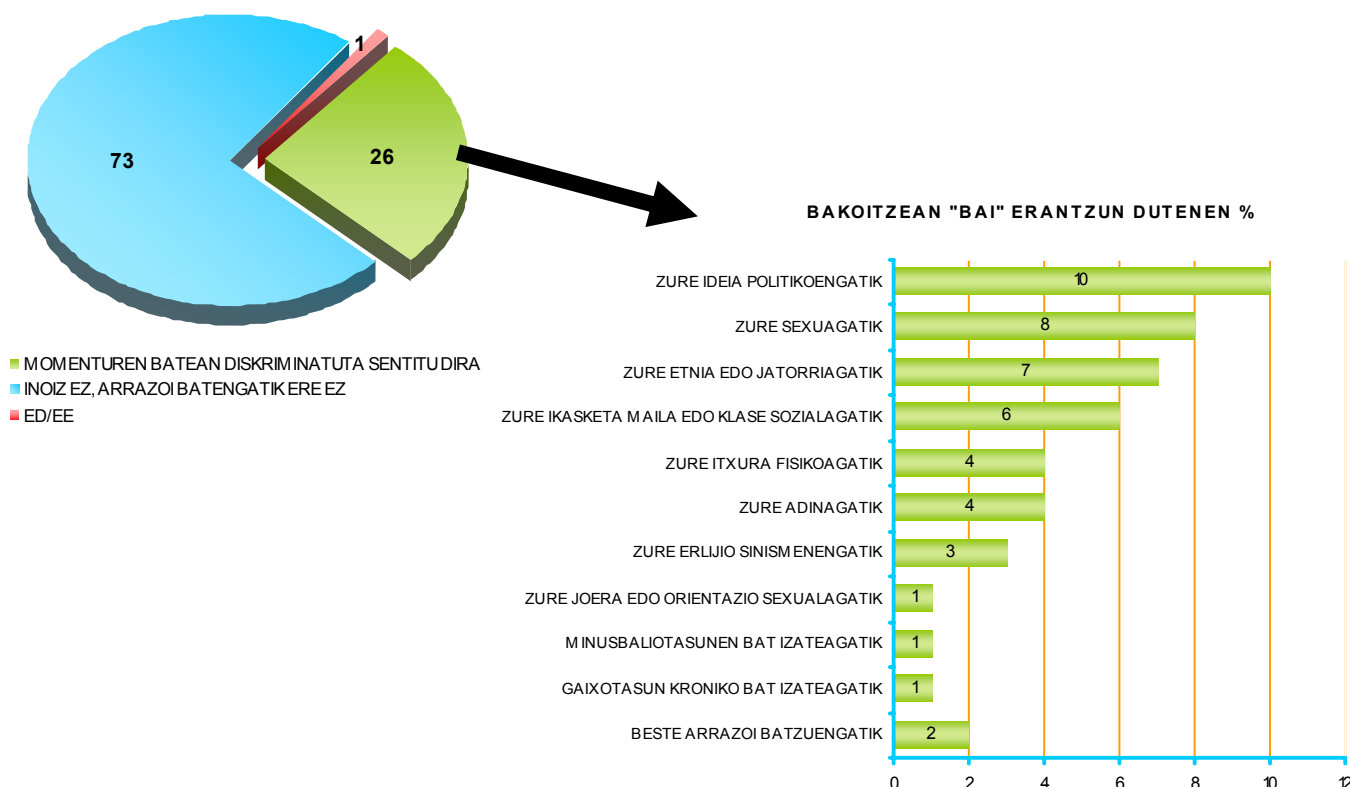 1
73
26
MOMENTUREN BATEAN DISKRIMINATUTA SENTITU DIRA
INOIZ EZ, ARRAZOI BATENGATIK ERE EZ
ED/EE
BAKOITZEAN "BAI" ERANTZUN DUTENEN %
ZURE IDEIA POLITIKOENGATIK 10
ZURE SEXUAGATIK 8
ZURE ETNIA EDO JATORRIAGATIK 7
ZURE IKASKETA MAILA EDO KLASE SOZIALAGATIK 6
ZURE ITXURA FISIKOAGATIK 4
ZURE ADINAGATIK 4
ZURE ERLIJIO SINISMENENGATIK 3
ZURE JOERA EDO ORIENTAZIO SEXUALAGATIK 1
MINUSBALIOTASUNEN BAT IZATEAGATIK 1
GAIXOTASUN KRONIKO BAT IZATEAGATIK 1
BESTE ARRAZOI BATZUENGATIK 2
0 2 4 6 8 10 12